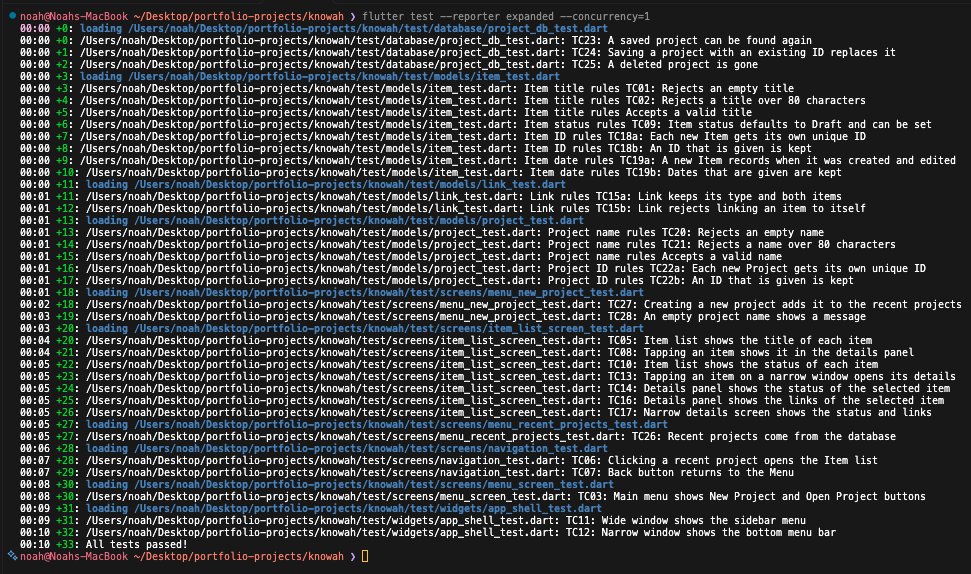 noah@Noahs-MacBook ~/Desktop/portfolio-projects/knowah ❯ flutter test --reporter expanded --concurrency=1
00:00 +0: loading /Users/noah/Desktop/portfolio-projects/knowah/test/database/project_db_test.dart
00:00 +0: /Users/noah/Desktop/portfolio-projects/knowah/test/database/project_db_test.dart: TC23: A saved project can be found again
00:00 +1: /Users/noah/Desktop/portfolio-projects/knowah/test/database/project_db_test.dart: TC24: Saving a project with an existing ID replaces it
00:00 +2: /Users/noah/Desktop/portfolio-projects/knowah/test/database/project_db_test.dart: TC25: A deleted project is gone
00:00 +3: loading /Users/noah/Desktop/portfolio-projects/knowah/test/models/item_test.dart
00:00 +3: /Users/noah/Desktop/portfolio-projects/knowah/test/models/item_test.dart: Item title rules TC01: Rejects an empty title
00:00 +4: /Users/noah/Desktop/portfolio-projects/knowah/test/models/item_test.dart: Item title rules TC02: Rejects a title over 80 characters
00:00 +5: /Users/noah/Desktop/portfolio-projects/knowah/test/models/item_test.dart: Item title rules Accepts a valid title
00:00 +6: /Users/noah/Desktop/portfolio-projects/knowah/test/models/item_test.dart: Item status rules TC09: Item status defaults to Draft and can be set
00:00 +7: /Users/noah/Desktop/portfolio-projects/knowah/test/models/item_test.dart: Item ID rules TC18a: Each new Item gets its own unique ID
00:00 +8: /Users/noah/Desktop/portfolio-projects/knowah/test/models/item_test.dart: Item ID rules TC18b: An ID that is given is kept
00:00 +9: /Users/noah/Desktop/portfolio-projects/knowah/test/models/item_test.dart: Item date rules TC19a: A new Item records when it was created and edited
00:00 +10: /Users/noah/Desktop/portfolio-projects/knowah/test/models/item_test.dart: Item date rules TC19b: Dates that are given are kept
00:00 +11: loading /Users/noah/Desktop/portfolio-projects/knowah/test/models/link_test.dart
00:01 +11: /Users/noah/Desktop/portfolio-projects/knowah/test/models/link_test.dart: Link rules TC15a: Link keeps its type and both items
00:01 +12: /Users/noah/Desktop/portfolio-projects/knowah/test/models/link_test.dart: Link rules TC15b: Link rejects linking an item to itself
00:01 +13: loading /Users/noah/Desktop/portfolio-projects/knowah/test/models/project_test.dart
00:01 +13: /Users/noah/Desktop/portfolio-projects/knowah/test/models/project_test.dart: Project name rules TC20: Rejects an empty name
00:01 +14: /Users/noah/Desktop/portfolio-projects/knowah/test/models/project_test.dart: Project name rules TC21: Rejects a name over 80 characters
00:01 +15: /Users/noah/Desktop/portfolio-projects/knowah/test/models/project_test.dart: Project name rules Accepts a valid name
00:01 +16: /Users/noah/Desktop/portfolio-projects/knowah/test/models/project_test.dart: Project ID rules TC22a: Each new Project gets its own unique ID
00:01 +17: /Users/noah/Desktop/portfolio-projects/knowah/test/models/project_test.dart: Project ID rules TC22b: An ID that is given is kept
00:01 +18: loading /Users/noah/Desktop/portfolio-projects/knowah/test/screens/menu_new_project_test.dart
00:02 +18: /Users/noah/Desktop/portfolio-projects/knowah/test/screens/menu_new_project_test.dart: TC27: Creating a new project adds it to the recent projects
00:03 +19: /Users/noah/Desktop/portfolio-projects/knowah/test/screens/menu_new_project_test.dart: TC28: An empty project name shows a message
00:03 +20: loading /Users/noah/Desktop/portfolio-projects/knowah/test/screens/item_list_screen_test.dart
00:04 +20: /Users/noah/Desktop/portfolio-projects/knowah/test/screens/item_list_screen_test.dart: TC05: Item list shows the title of each item
00:04 +21: /Users/noah/Desktop/portfolio-projects/knowah/test/screens/item_list_screen_test.dart: TC08: Tapping an item shows it in the details panel
00:05 +22: /Users/noah/Desktop/portfolio-projects/knowah/test/screens/item_list_screen_test.dart: TC10: Item list shows the status of each item
00:05 +23: /Users/noah/Desktop/portfolio-projects/knowah/test/screens/item_list_screen_test.dart: TC13: Tapping an item on a narrow window opens its details
00:05 +24: /Users/noah/Desktop/portfolio-projects/knowah/test/screens/item_list_screen_test.dart: TC14: Details panel shows the status of the selected item
00:05 +25: /Users/noah/Desktop/portfolio-projects/knowah/test/screens/item_list_screen_test.dart: TC16: Details panel shows the links of the selected item
00:05 +26: /Users/noah/Desktop/portfolio-projects/knowah/test/screens/item_list_screen_test.dart: TC17: Narrow details screen shows the status and links
00:05 +27: loading /Users/noah/Desktop/portfolio-projects/knowah/test/screens/menu_recent_projects_test.dart
00:05 +27: /Users/noah/Desktop/portfolio-projects/knowah/test/screens/menu_recent_projects_test.dart: TC26: Recent projects come from the database
00:06 +28: loading /Users/noah/Desktop/portfolio-projects/knowah/test/screens/navigation_test.dart
00:07 +28: /Users/noah/Desktop/portfolio-projects/knowah/test/screens/navigation_test.dart: TC06: Clicking a recent project opens the Item list
00:07 +29: /Users/noah/Desktop/portfolio-projects/knowah/test/screens/navigation_test.dart: TC07: Back button returns to the Menu
00:08 +30: loading /Users/noah/Desktop/portfolio-projects/knowah/test/screens/menu_screen_test.dart
00:08 +30: /Users/noah/Desktop/portfolio-projects/knowah/test/screens/menu_screen_test.dart: TC03: Main menu shows New Project and Open Project buttons
00:09 +31: loading /Users/noah/Desktop/portfolio-projects/knowah/test/widgets/app_shell_test.dart
00:09 +31: /Users/noah/Desktop/portfolio-projects/knowah/test/widgets/app_shell_test.dart: TC11: Wide window shows the sidebar menu
00:10 +32: /Users/noah/Desktop/portfolio-projects/knowah/test/widgets/app_shell_test.dart: TC12: Narrow window shows the bottom menu bar
00:10 +33: All tests passed!
noah@Noahs-MacBook ~/Desktop/portfolio-projects/knowah ❯